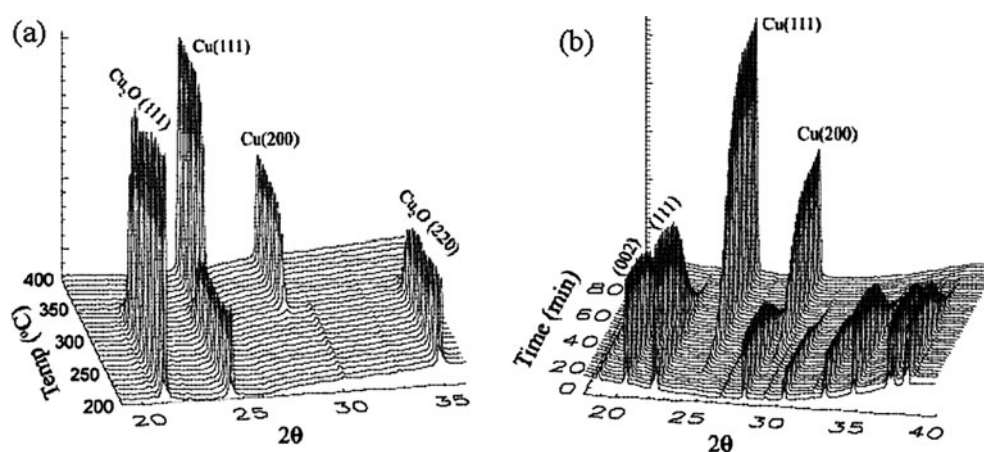 (a)
Cu(111)
Cu₂O (111)
Cu(200)
Cu₂O (220)
400
350
300
250
200
Temp (°C)
20
25
30
35
2θ
(b)
Cu(111)
Cu(200)
(002)
(111)
80
60
40
20
0
Time (min)
20
25
30
35
40
2θ